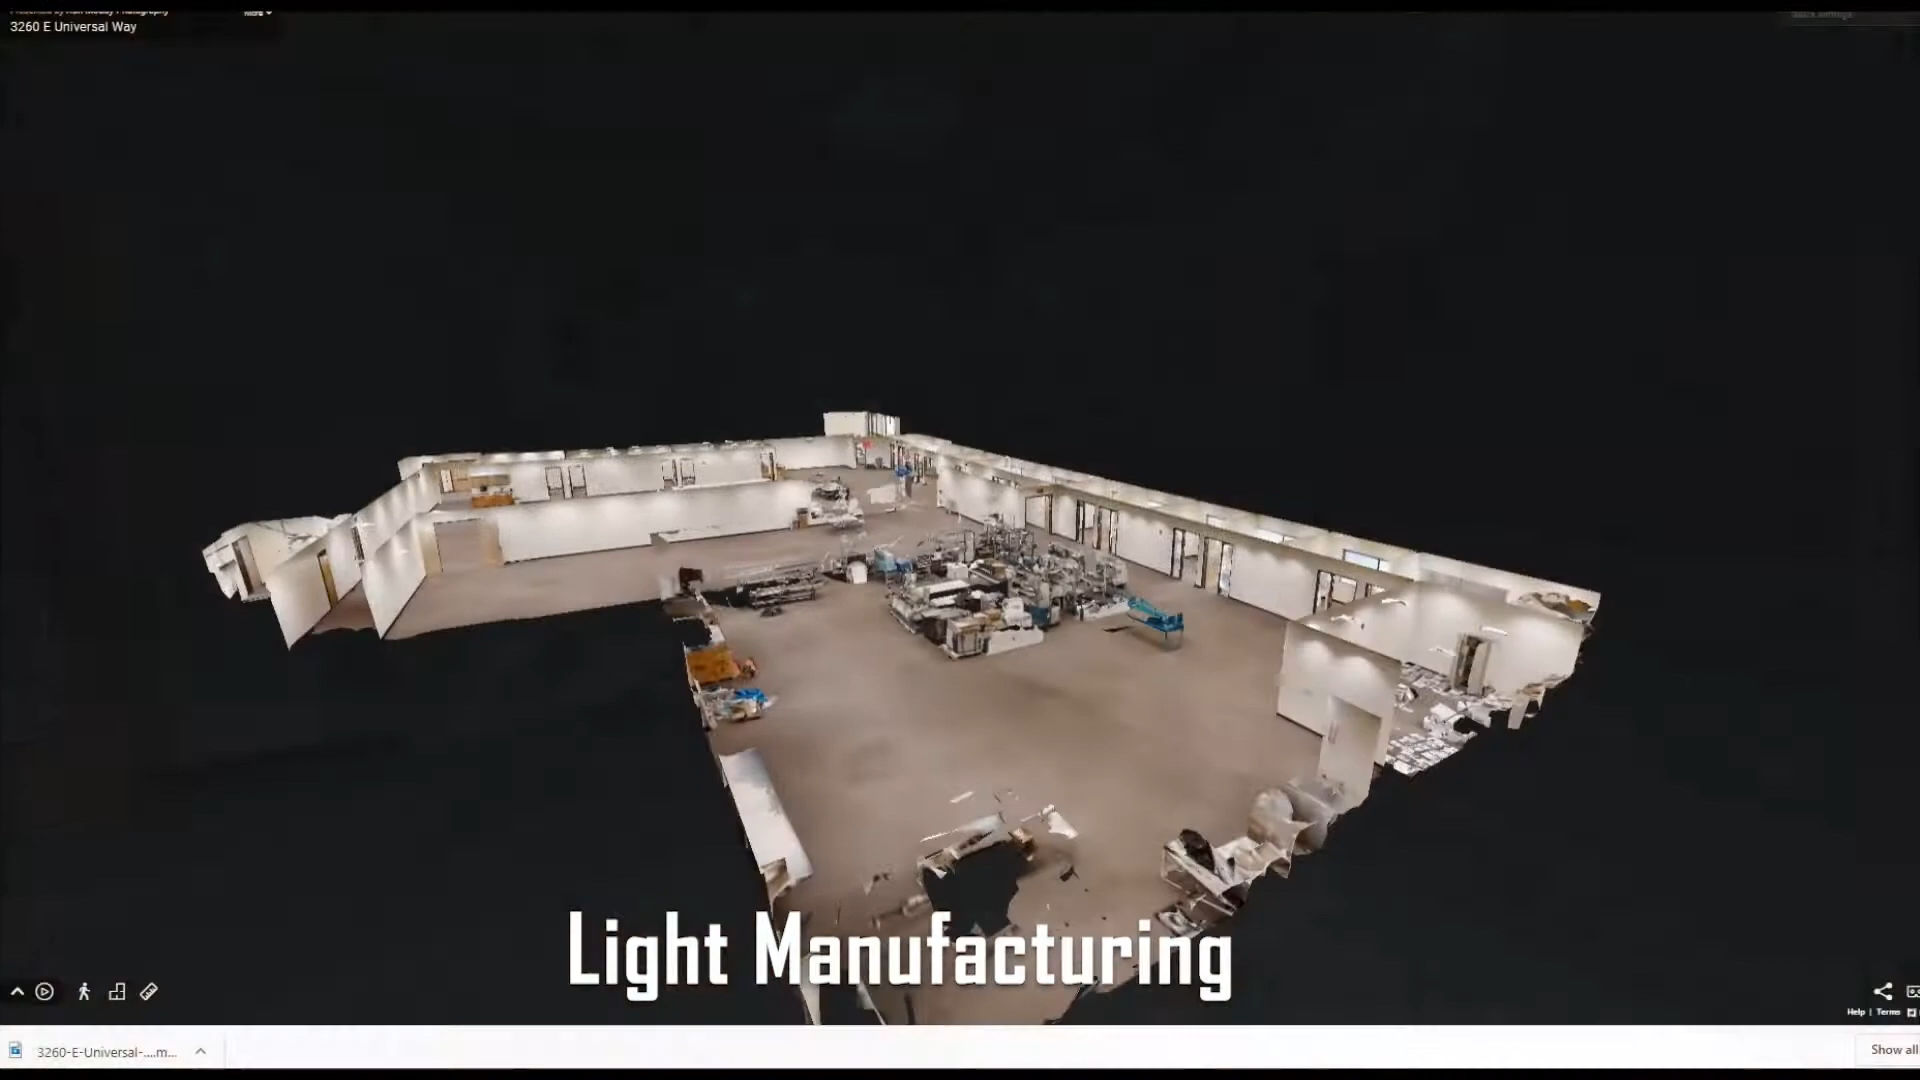 3260 E Universal Way
Light Manufacturing
Help | Terms
3260-E-Universal-....m...
Show all